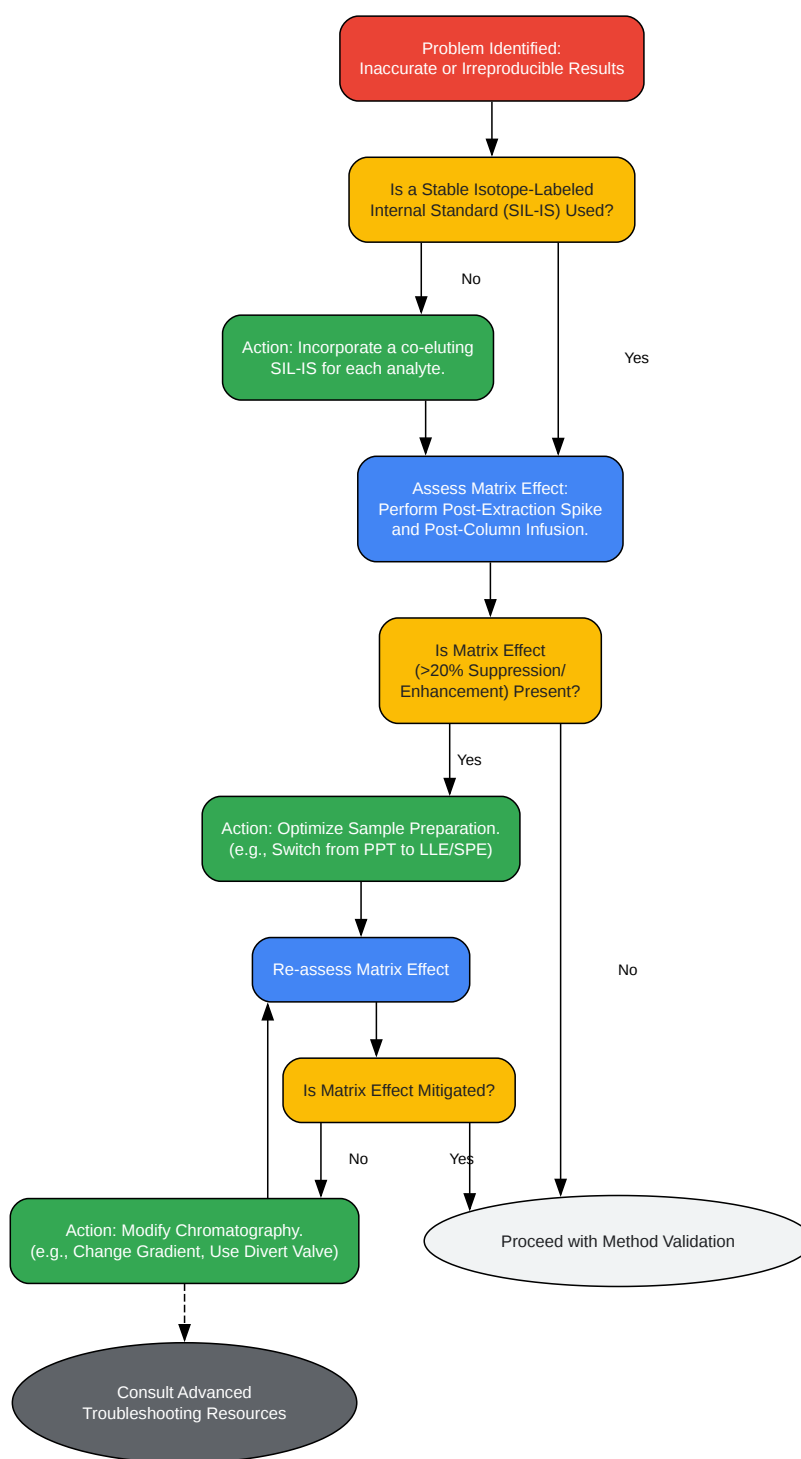 Problem Identified:
Inaccurate or Irreproducible Results
Is a Stable Isotope-Labeled
Internal Standard (SIL-IS) Used?
No
Action: Incorporate a co-eluting
SIL-IS for each analyte.
Yes
Assess Matrix Effect:
Perform Post-Extraction Spike
and Post-Column Infusion.
Is Matrix Effect
(>20% Suppression/
Enhancement) Present?
Yes
Action: Optimize Sample Preparation.
(e.g., Switch from PPT to LLE/SPE)
Re-assess Matrix Effect
No
Is Matrix Effect Mitigated?
No
Yes
Action: Modify Chromatography.
(e.g., Change Gradient, Use Divert Valve)
Proceed with Method Validation
Consult Advanced
Troubleshooting Resources